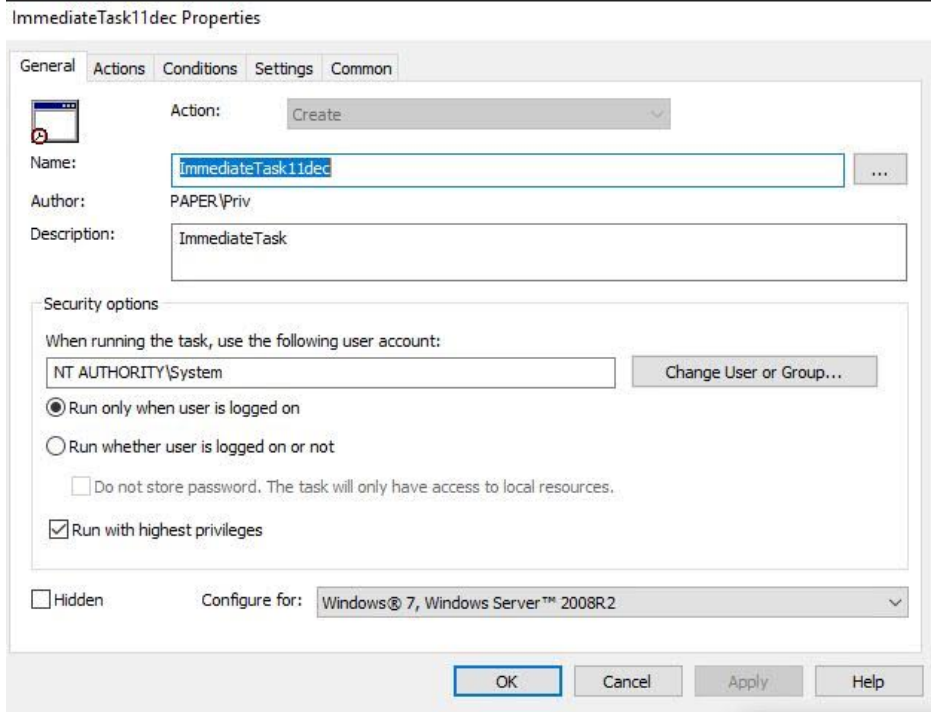 ImmediateTask11dec Properties
General Actions Conditions Settings Common
Action: Create
Name: ImmediateTask11dec ...
Author: PAPER\Priv
Description: ImmediateTask
Security options
When running the task, use the following user account:
NT AUTHORITY\System Change User or Group...
Run only when user is logged on
Run whether user is logged on or not
Do not store password. The task will only have access to local resources.
Run with highest privileges
Hidden Configure for: Windows® 7, Windows Server™ 2008R2
OK Cancel Apply Help